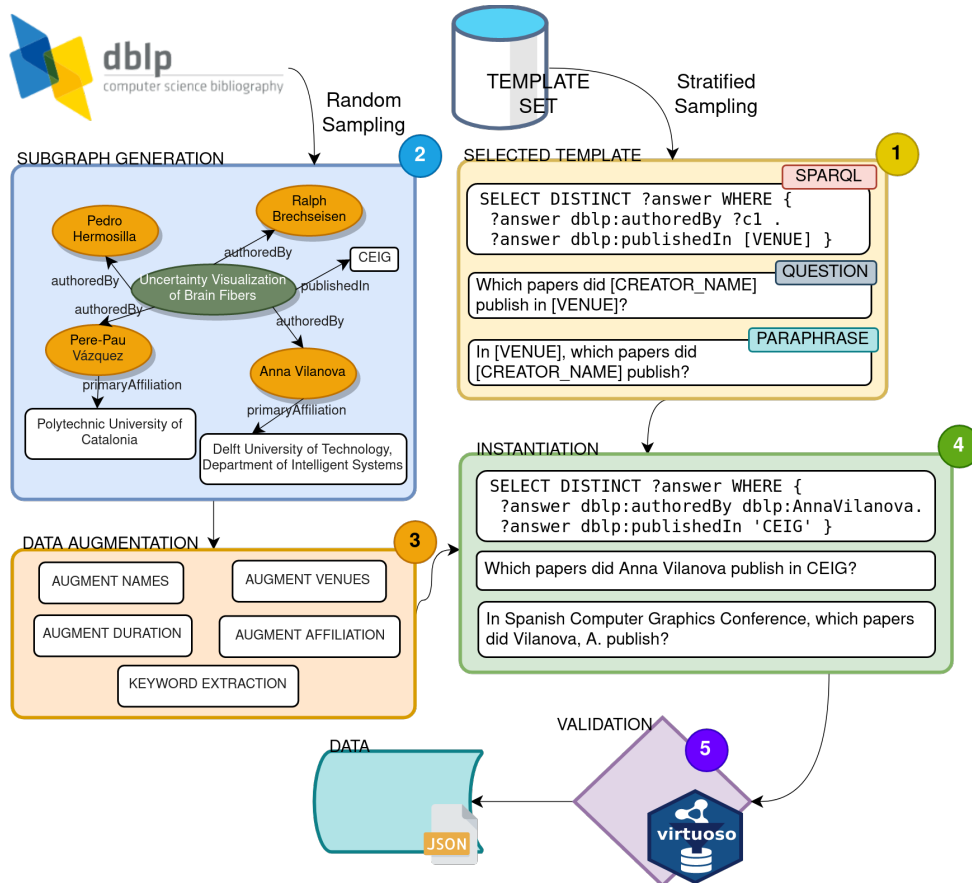 dblp
computer science bibliography
Random
Sampling
TEMPLATE
SET
Stratified
Sampling
SUBGRAPH GENERATION
2
Pedro
Hermosilla
Ralph
Brechseisen
authoredBy
CEIG
authoredBy
Uncertainty Visualization
of Brain Fibers
publishedIn
authoredBy
authoredBy
Pere-Pau
Vázquez
Anna Vilanova
primaryAffiliation
primaryAffiliation
Polytechnic University of
Catalonia
Delft University of Technology,
Department of Intelligent Systems
SELECTED TEMPLATE
1
SPARQL
SELECT DISTINCT ?answer WHERE {
?answer dblp:authoredBy ?c1 .
?answer dblp:publishedIn [VENUE] }
QUESTION
Which papers did [CREATOR_NAME]
publish in [VENUE]?
PARAPHRASE
In [VENUE], which papers did
[CREATOR_NAME] publish?
DATA AUGMENTATION
3
AUGMENT NAMES
AUGMENT VENUES
AUGMENT DURATION
AUGMENT AFFILIATION
KEYWORD EXTRACTION
INSTANTIATION
4
SELECT DISTINCT ?answer WHERE {
?answer dblp:authoredBy dblp:AnnaVilanova.
?answer dblp:publishedIn 'CEIG' }
Which papers did Anna Vilanova publish in CEIG?
In Spanish Computer Graphics Conference, which papers
did Vilanova, A. publish?
VALIDATION
5
virtuoso
DATA
JSON